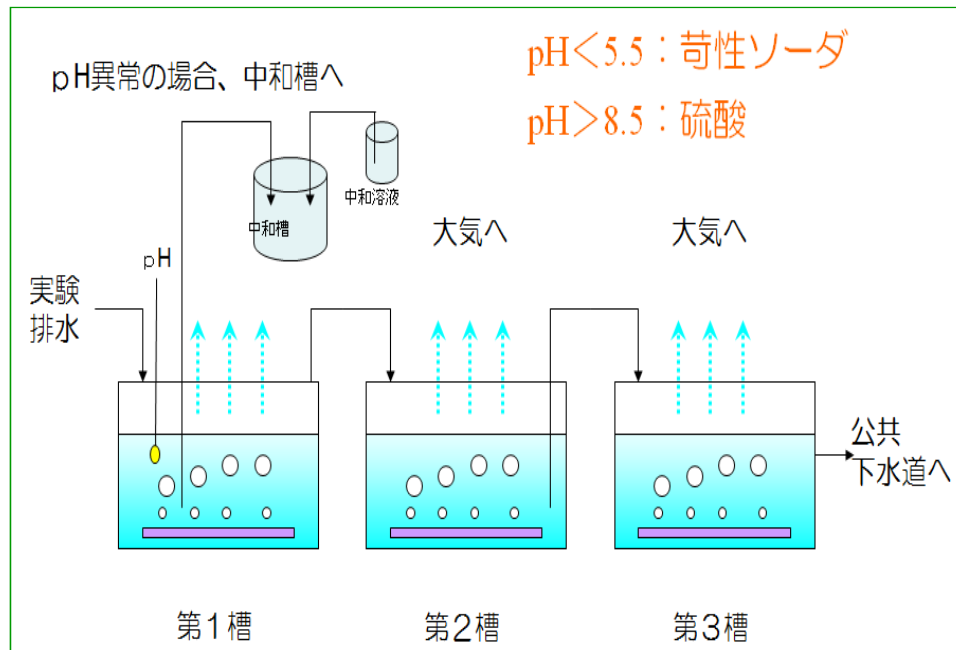 pH<5.5：苛性ソーダ
pH異常の場合、中和槽へ
pH>8.5：硫酸
中和溶液
中和槽
大気へ
大気へ
pH
実験
排水
公共
下水道へ
第１槽
第２槽
第３槽